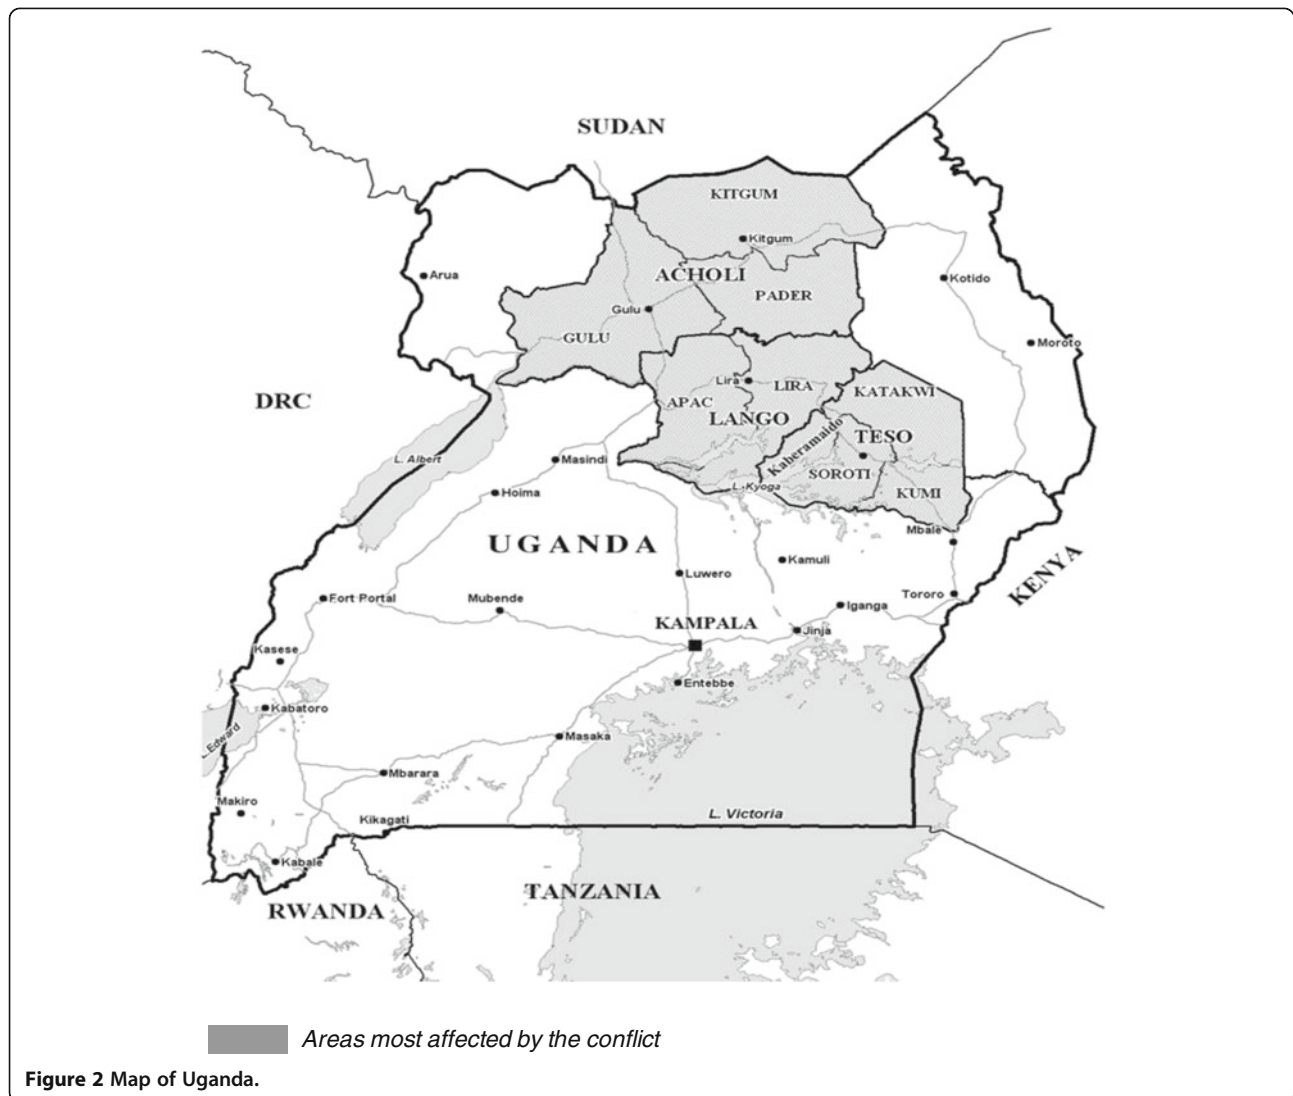 SUDAN
KITGUM
Kitgum
ACHOLI
Arua
Kotido
PADER
Gulu
GULU
Moroto
Lira
LIRA
KATAKWI
DRC
APAC
LANGO
Kaberamaido
TESO
L. Albert
Masindi
SOROTI
L. Kyoga
Hoima
KUMI
Mbale
UGANDA
Kamuli
KENYA
Luwero
Fort Portal
Mubende
Tororo
Iganga
KAMPALA
Jinja
Kasese
Entebbe
Kabatoro
L. Edward
Masaka
Mbarara
Makiro
L. Victoria
Kikagati
Kabale
TANZANIA
RWANDA
Areas most affected by the conflict
Figure 2 Map of Uganda.